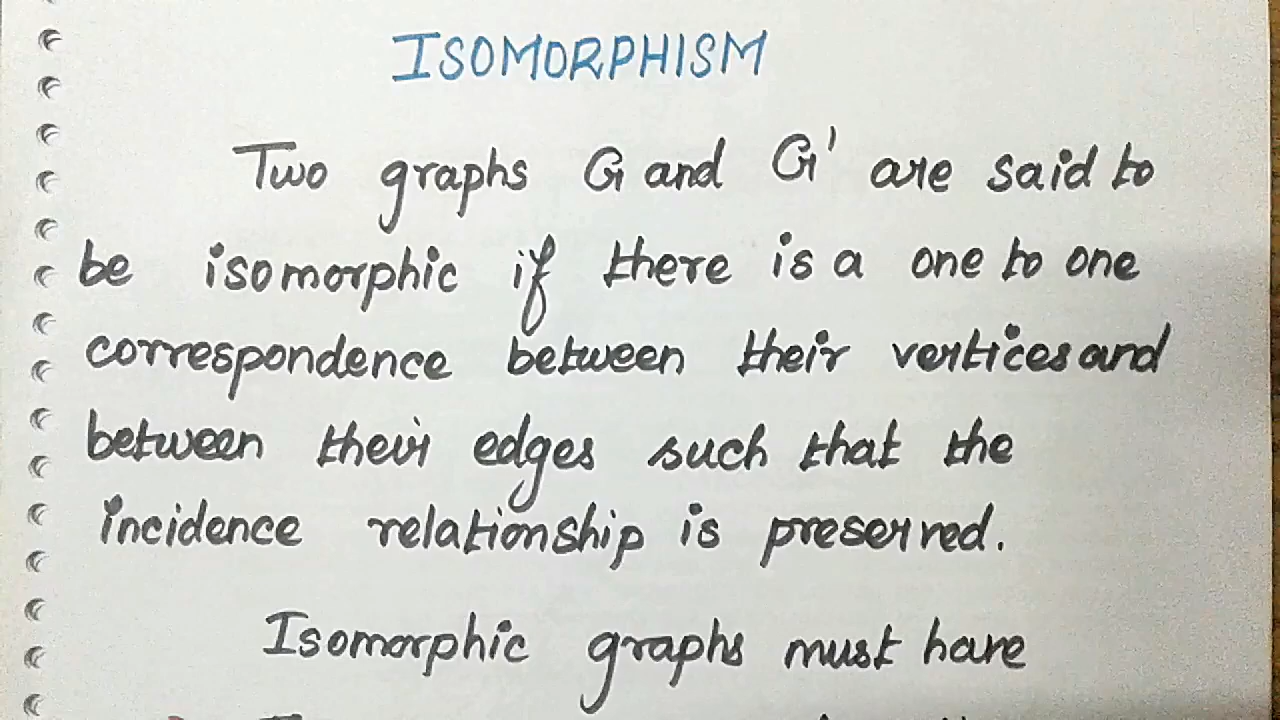 ISOMORPHISM
Two graphs G and G' are said to
be isomorphic if there is a one to one
correspondence between their vertices and
between their edges such that the
incidence relationship is preserved.
Isomorphic graphs must have